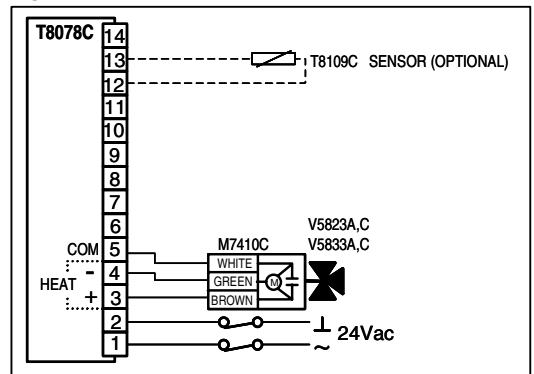 T8078C 14
13 T8109C SENSOR (OPTIONAL)
12
11
10
9
8
7
6 V5823A,C
COM 5 M7410C V5833A,C
WHITE
- 4 GREEN M
HEAT
+ 3 BROWN
2 ⊥
24Vac
1 ~